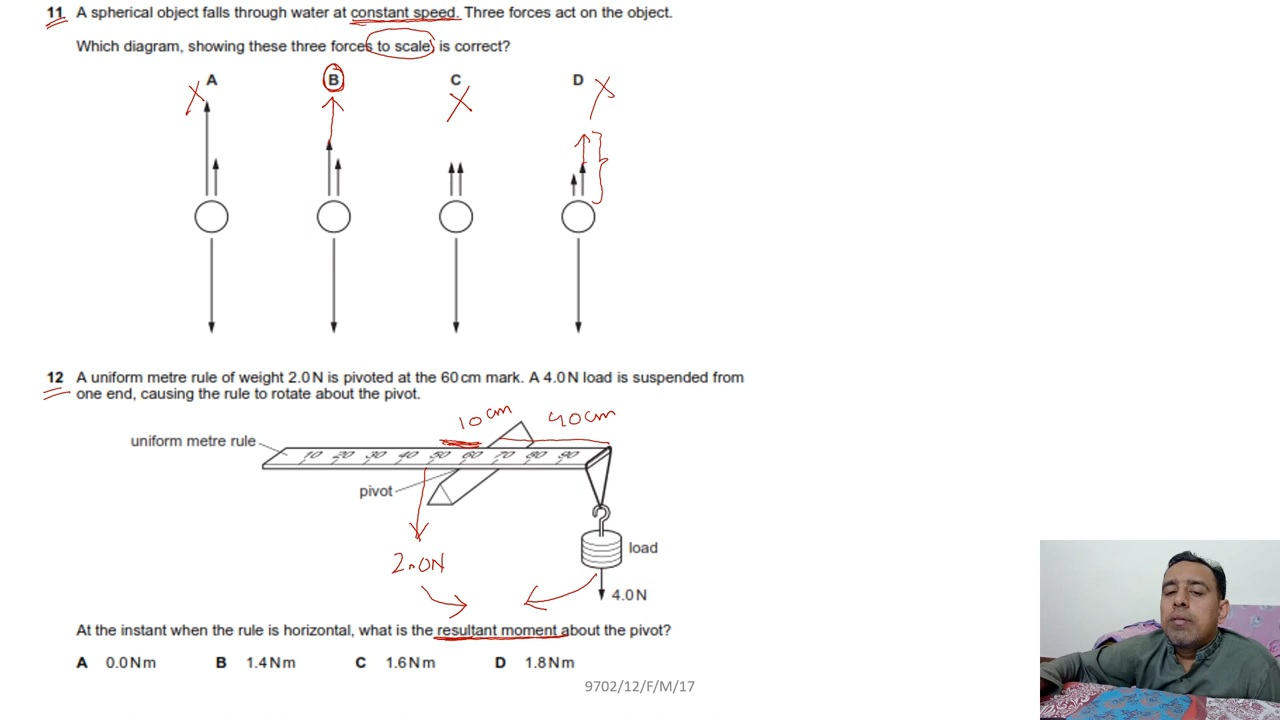 11 A spherical object falls through water at constant speed. Three forces act on the object.
Which diagram, showing these three forces to scale, is correct?
A B C D
12 A uniform metre rule of weight 2.0 N is pivoted at the 60 cm mark. A 4.0 N load is suspended from
one end, causing the rule to rotate about the pivot.
10 cm 40 cm
uniform metre rule
10 20 30 40 50 60 70 80 90
pivot
load
2.0N
4.0 N
At the instant when the rule is horizontal, what is the resultant moment about the pivot?
A 0.0 N m B 1.4 N m C 1.6 N m D 1.8 N m
9702/12/F/M/17